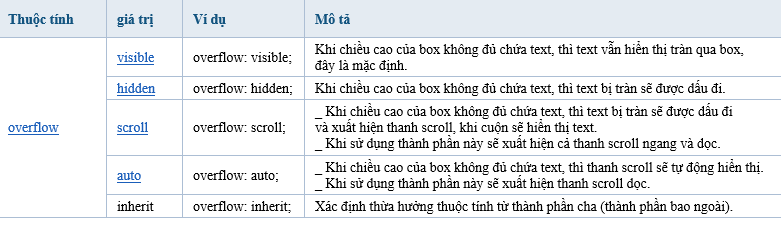 Thuộc tính giá trị Ví dụ Mô tả
visible overflow: visible; Khi chiều cao của box không đủ chứa text, thì text vẫn hiển thị tràn qua box,
đây là mặc định.
hidden overflow: hidden; Khi chiều cao của box không đủ chứa text, thì text bị tràn sẽ được dấu đi.
overflow
scroll overflow: scroll; _ Khi chiều cao của box không đủ chứa text, thì text bị tràn sẽ được dấu đi
và xuất hiện thanh scroll, khi cuộn sẽ hiển thị text.
_ Khi sử dụng thành phần này sẽ xuất hiện cả thanh scroll ngang và dọc.
auto overflow: auto; _ Khi chiều cao của box không đủ chứa text, thì thanh scroll sẽ tự động hiển thị.
_ Khi sử dụng thành phần này sẽ xuất hiện thanh scroll dọc.
inherit overflow: inherit; Xác định thừa hưởng thuộc tính từ thành phần cha (thành phần bao ngoài).